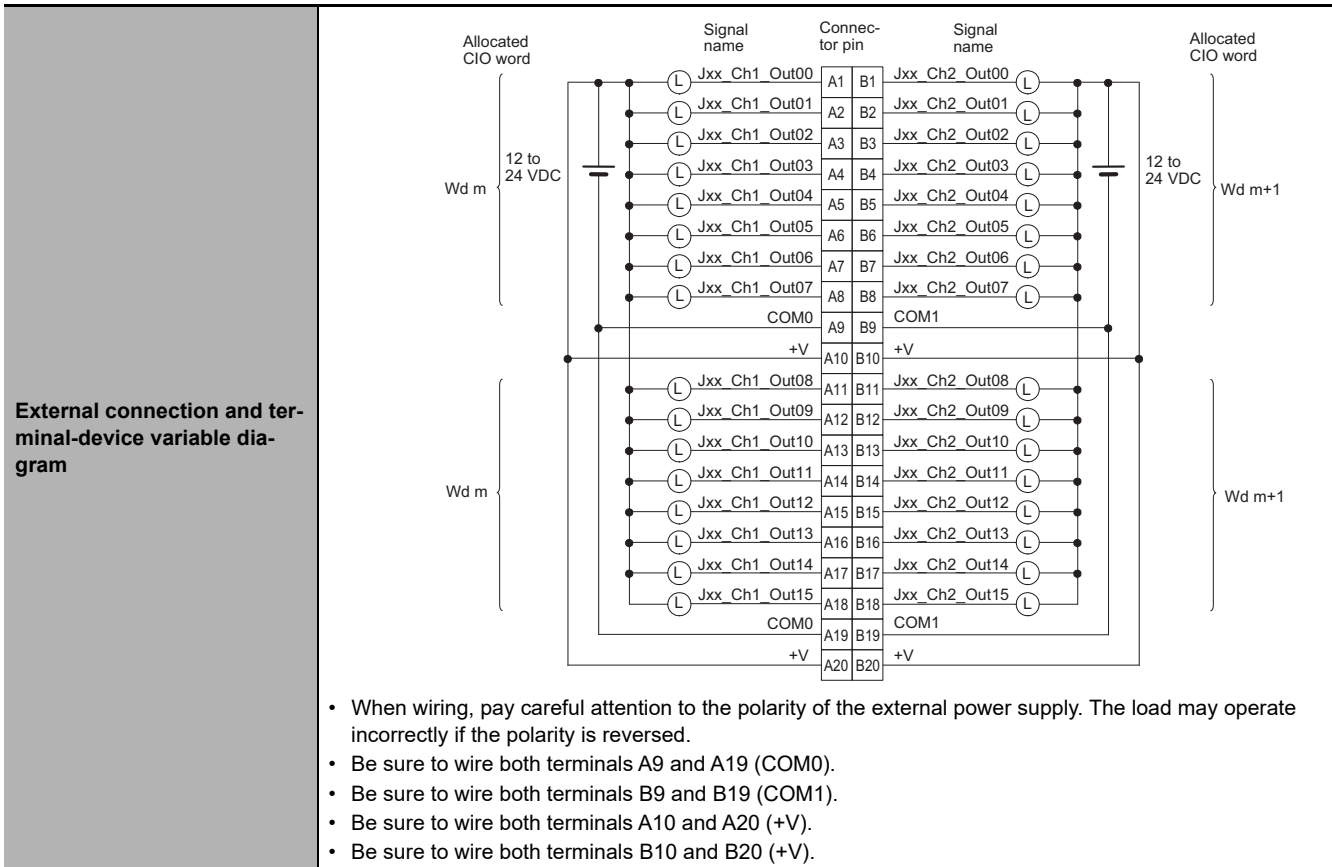 External connection and ter-
minal-device variable dia-
gram
Allocated
CIO word
Signal
name
Connec-
tor pin
Signal
name
Allocated
CIO word
L Jxx_Ch1_Out00 A1 B1 Jxx_Ch2_Out00 L
L Jxx_Ch1_Out01 A2 B2 Jxx_Ch2_Out01 L
L Jxx_Ch1_Out02 A3 B3 Jxx_Ch2_Out02 L
12 to
24 VDC
L Jxx_Ch1_Out03 A4 B4 Jxx_Ch2_Out03 L
12 to
24 VDC
Wd m
Wd m+1
L Jxx_Ch1_Out04 A5 B5 Jxx_Ch2_Out04 L
L Jxx_Ch1_Out05 A6 B6 Jxx_Ch2_Out05 L
L Jxx_Ch1_Out06 A7 B7 Jxx_Ch2_Out06 L
L Jxx_Ch1_Out07 A8 B8 Jxx_Ch2_Out07 L
COM0 A9 B9 COM1
+V A10 B10 +V
L Jxx_Ch1_Out08 A11 B11 Jxx_Ch2_Out08 L
L Jxx_Ch1_Out09 A12 B12 Jxx_Ch2_Out09 L
L Jxx_Ch1_Out10 A13 B13 Jxx_Ch2_Out10 L
L Jxx_Ch1_Out11 A14 B14 Jxx_Ch2_Out11 L
Wd m
Wd m+1
L Jxx_Ch1_Out12 A15 B15 Jxx_Ch2_Out12 L
L Jxx_Ch1_Out13 A16 B16 Jxx_Ch2_Out13 L
L Jxx_Ch1_Out14 A17 B17 Jxx_Ch2_Out14 L
L Jxx_Ch1_Out15 A18 B18 Jxx_Ch2_Out15 L
COM0 A19 B19 COM1
+V A20 B20 +V
• When wiring, pay careful attention to the polarity of the external power supply. The load may operate
incorrectly if the polarity is reversed.
• Be sure to wire both terminals A9 and A19 (COM0).
• Be sure to wire both terminals B9 and B19 (COM1).
• Be sure to wire both terminals A10 and A20 (+V).
• Be sure to wire both terminals B10 and B20 (+V).